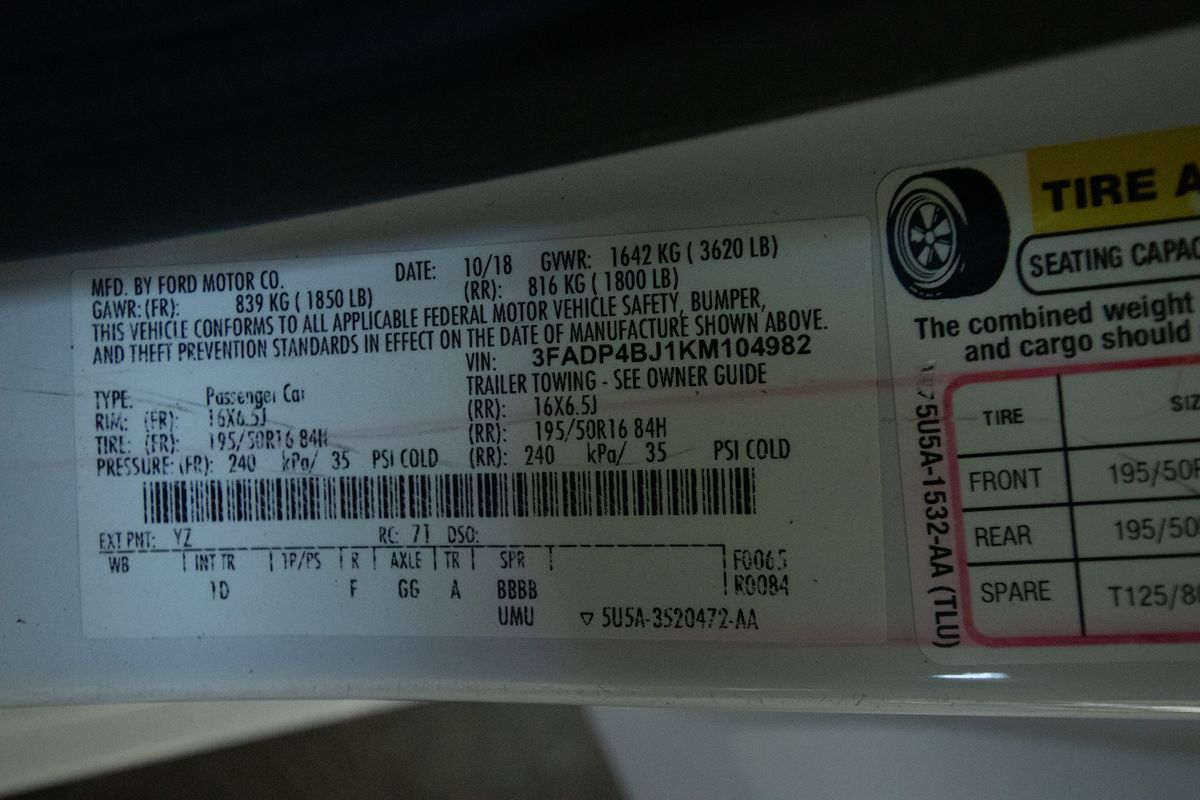 MFD. BY FORD MOTOR CO. DATE: 10/18 GVWR: 1642 KG ( 3620 LB)
GAWR: (FR): 839 KG ( 1850 LB) (RR): 816 KG ( 1800 LB)
THIS VEHICLE CONFORMS TO ALL APPLICABLE FEDERAL MOTOR VEHICLE SAFETY, BUMPER,
AND THEFT PREVENTION STANDARDS IN EFFECT ON THE DATE OF MANUFACTURE SHOWN ABOVE.
VIN: 3FADP4BJ1KM104982
TYPE: Passenger Car TRAILER TOWING - SEE OWNER GUIDE
RIM: (FR): 16X6.5J (RR): 16X6.5J
TIRE: (FR): 195/50R16 84H (RR): 195/50R16 84H
PRESSURE: (FR): 240 kPa/ 35 PSI COLD (RR): 240 kPa/ 35 PSI COLD
EXT PNT: YZ RC: 71 DSO:
WB INT TR TP/PS R AXLE TR SPR F0065
1D F GG A BBBB R0084
UMU ▽ 5U5A-3520472-AA
TIRE A
SEATING CAPAC
The combined weight
and cargo should
TIRE SIZ
FRONT 195/50R
REAR 195/50
SPARE T125/80
5U5A-1532-AA (TLU)